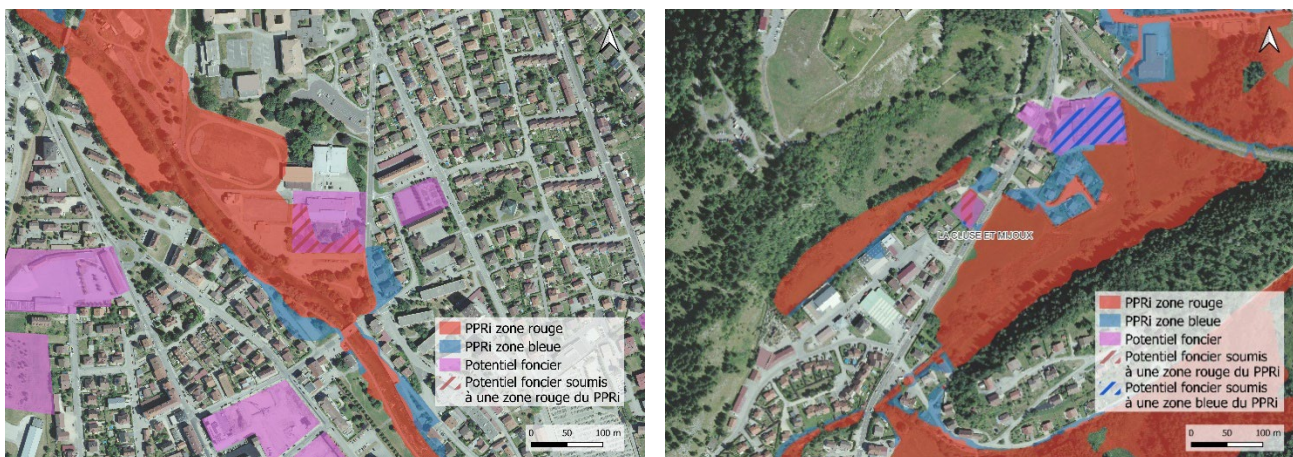 PPRi zone rouge
PPRi zone bleue
Potentiel foncier
Potentiel foncier soumis
à une zone rouge du PPRi
0 50 100 m
LA CLUSE ET MIJOUX
PPRi zone rouge
PPRi zone bleue
Potentiel foncier
Potentiel foncier soumis
à une zone rouge du PPRi
Potentiel foncier soumis
à une zone bleue du PPRi
0 50 100 m